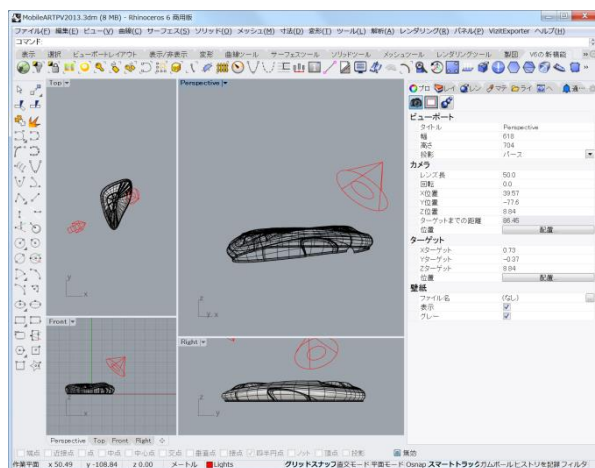 MobileARTPV2013.3dm (8 MB) - Rhinoceros 6 商用版
ファイル(F) 編集(E) ビュー(V) 曲線(C) サーフェス(S) ソリッド(O) メッシュ(M) 寸法(D) 変形(T) ツール(L) 解析(A) レンダリング(R) パネル(P) VizitExporter ヘルプ(H)
コマンド:
表示 選択 ビューポートレイアウト 表示/非表示 変形 曲線ツール サーフェスツール ソリッドツール メッシュツール レンダリングツール 製図 V6の新機能
Top
Perspective
y
x
z
y x
Front
Right
z
x
z
y
プロ レイ レン マテ ライ ヘ 通
ビューポート
タイトル Perspective
幅 618
高さ 704
投影 パース
カメラ
レンズ長 50.0
回転 0.0
X位置 39.57
Y位置 -77.6
Z位置 8.84
ターゲットまでの距離 86.46
位置 配置...
ターゲット
Xターゲット 0.73
Yターゲット -0.37
Zターゲット 8.84
位置 配置...
壁紙
ファイル名 (なし)
表示
グレー
Perspective Top Front Right
端点 近接点 点 中点 中心点 交点 垂直点 接点 四半円点 ノット 頂点 投影 無効
作業平面 x 50.49 y -108.84 z 0.00 メートル Lights グリッドスナップ 直交モード 平面モード Osnap スマートトラック ガムボール ヒストリを記録 フィルタ